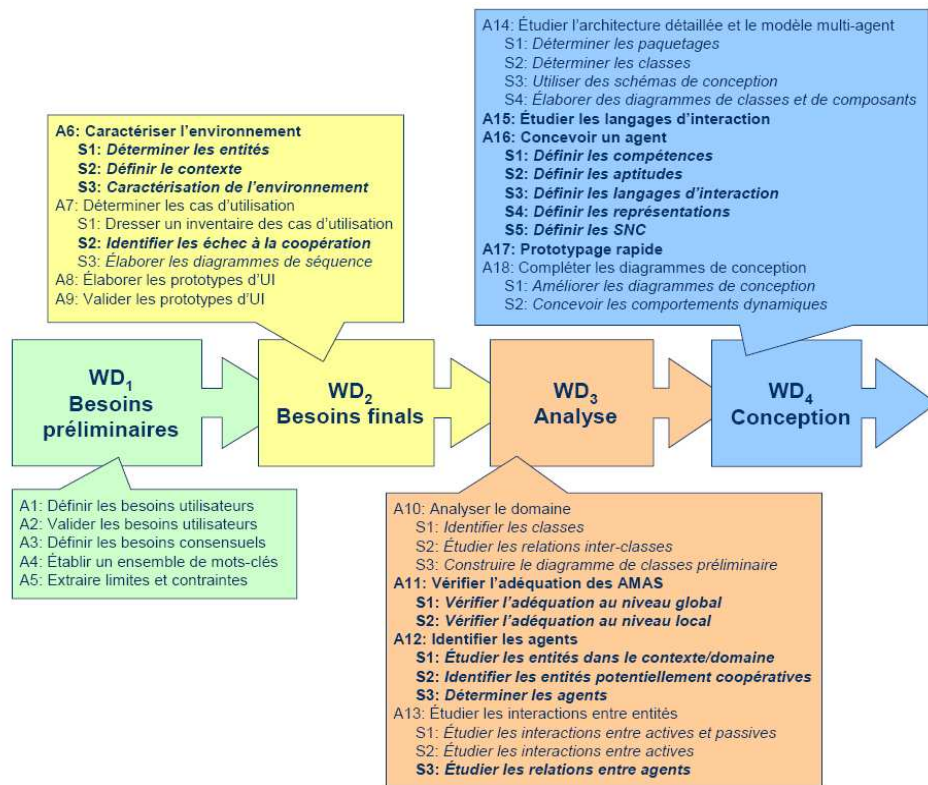 A14: Étudier l'architecture détaillée et le modèle multi-agent
S1: Déterminer les paquetages
S2: Déterminer les classes
S3: Utiliser des schémas de conception
S4: Élaborer des diagrammes de classes et de composants
A15: Étudier les langages d'interaction
A16: Concevoir un agent
S1: Définir les compétences
S2: Définir les aptitudes
S3: Définir les langages d'interaction
S4: Définir les représentations
S5: Définir les SNC
A17: Prototypage rapide
A18: Compléter les diagrammes de conception
S1: Améliorer les diagrammes de conception
S2: Concevoir les comportements dynamiques
A6: Caractériser l'environnement
S1: Déterminer les entités
S2: Définir le contexte
S3: Caractérisation de l'environnement
A7: Déterminer les cas d'utilisation
S1: Dresser un inventaire des cas d'utilisation
S2: Identifier les échec à la coopération
S3: Élaborer les diagrammes de séquence
A8: Élaborer les prototypes d'UI
A9: Valider les prototypes d'UI
WD1
Besoins
préliminaires
WD2
Besoins finals
WD3
Analyse
WD4
Conception
A1: Définir les besoins utilisateurs
A2: Valider les besoins utilisateurs
A3: Définir les besoins consensuels
A4: Établir un ensemble de mots-clés
A5: Extraire limites et contraintes
A10: Analyser le domaine
S1: Identifier les classes
S2: Étudier les relations inter-classes
S3: Construire le diagramme de classes préliminaire
A11: Vérifier l'adéquation des AMAS
S1: Vérifier l'adéquation au niveau global
S2: Vérifier l'adéquation au niveau local
A12: Identifier les agents
S1: Étudier les entités dans le contexte/domaine
S2: Identifier les entités potentiellement coopératives
S3: Déterminer les agents
A13: Étudier les interactions entre entités
S1: Étudier les interactions entre actives et passives
S2: Étudier les interactions entre actives
S3: Étudier les relations entre agents